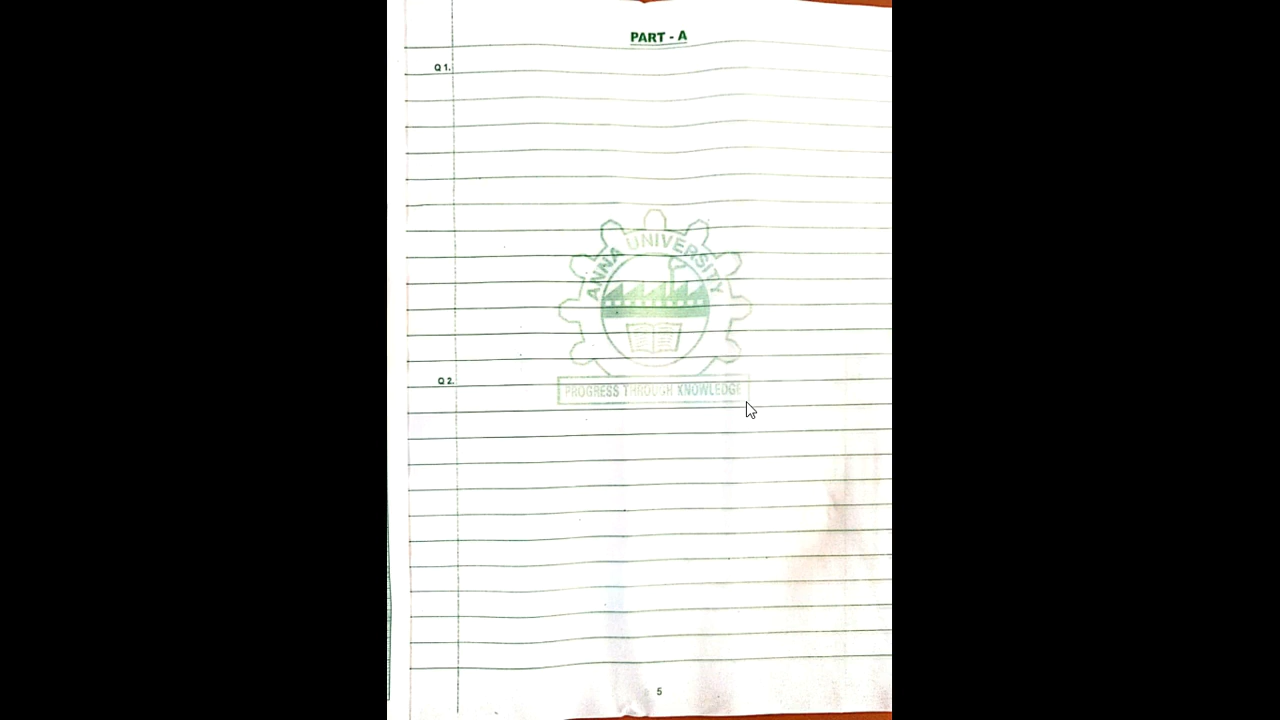 PART - A
Q 1.
ANNA UNIVERSITY
Q 2.
PROGRESS THROUGH KNOWLEDGE
5